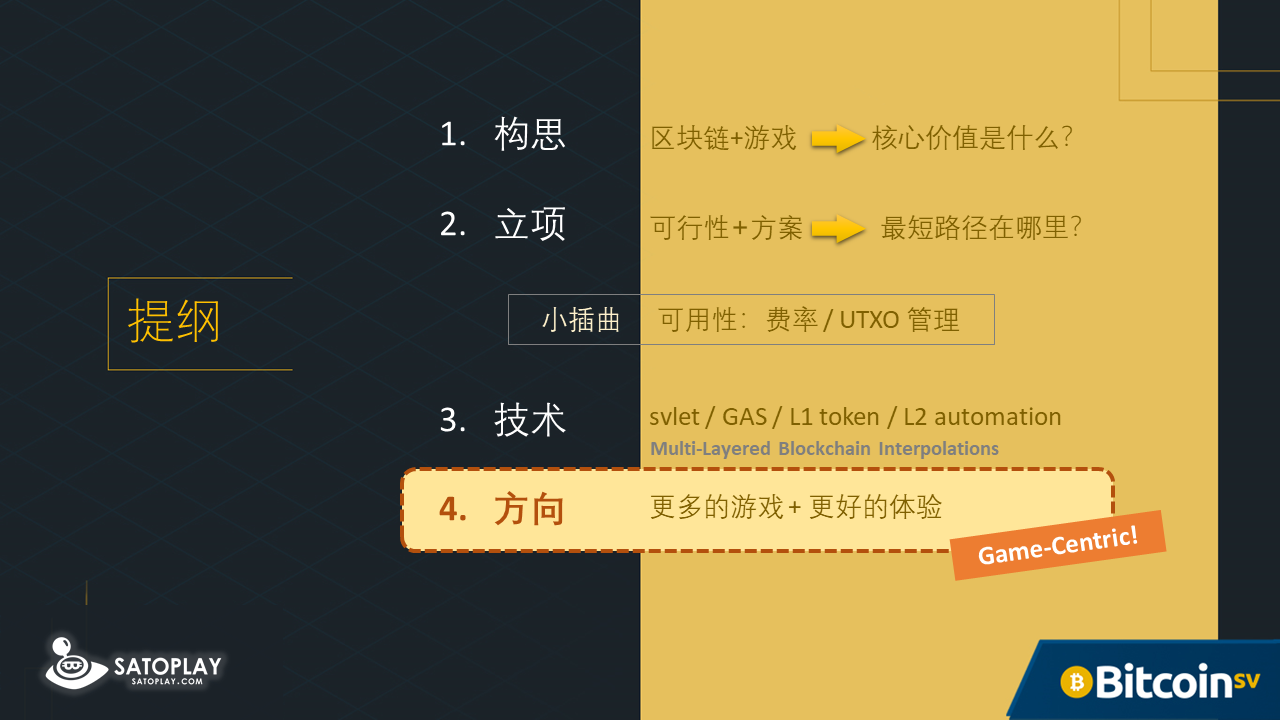 提纲
1. 构思 区块链+游戏 核心价值是什么?
2. 立项 可行性+方案 最短路径在哪里?
小插曲 可用性: 费率 / UTXO 管理
3. 技术 svlet / GAS / L1 token / L2 automation
Multi-Layered Blockchain Interpolations
4. 方向 更多的游戏+ 更好的体验
Game-Centric!
SATOPLAY
SATOPLAY.COM
Bitcoin SV